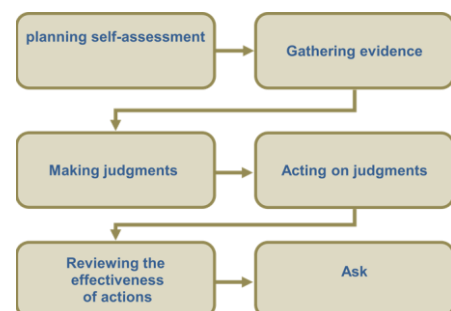 planning self-assessment
Gathering evidence
Making judgments
Acting on judgments
Reviewing the
effectiveness
of actions
Ask